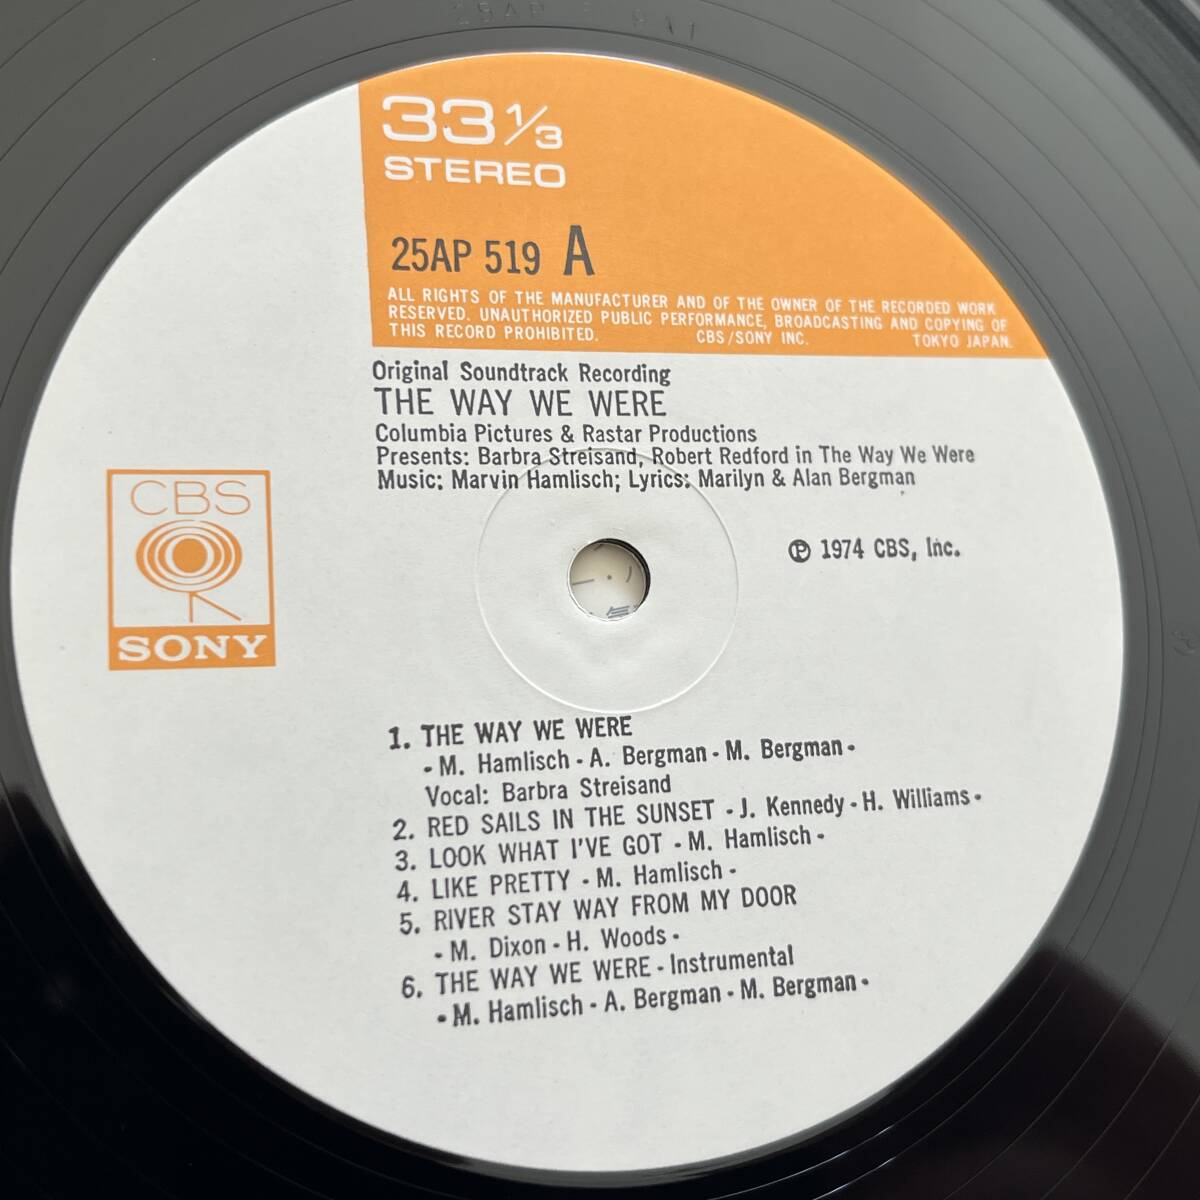 33 1/3
STEREO
25AP 519 A
ALL RIGHTS OF THE MANUFACTURER AND OF THE OWNER OF THE RECORDED WORK
RESERVED. UNAUTHORIZED PUBLIC PERFORMANCE, BROADCASTING AND COPYING OF
THIS RECORD PROHIBITED. CBS/SONY INC. TOKYO JAPAN.
Original Soundtrack Recording
THE WAY WE WERE
Columbia Pictures & Rastar Productions
Presents: Barbra Streisand, Robert Redford in The Way We Were
Music: Marvin Hamlisch; Lyrics: Marilyn & Alan Bergman
℗ 1974 CBS, Inc.
CBS
SONY
1. THE WAY WE WERE
- M. Hamlisch - A. Bergman - M. Bergman -
Vocal: Barbra Streisand
2. RED SAILS IN THE SUNSET - J. Kennedy - H. Williams -
3. LOOK WHAT I'VE GOT - M. Hamlisch -
4. LIKE PRETTY - M. Hamlisch -
5. RIVER STAY WAY FROM MY DOOR
- M. Dixon - H. Woods -
6. THE WAY WE WERE - Instrumental
- M. Hamlisch - A. Bergman - M. Bergman -